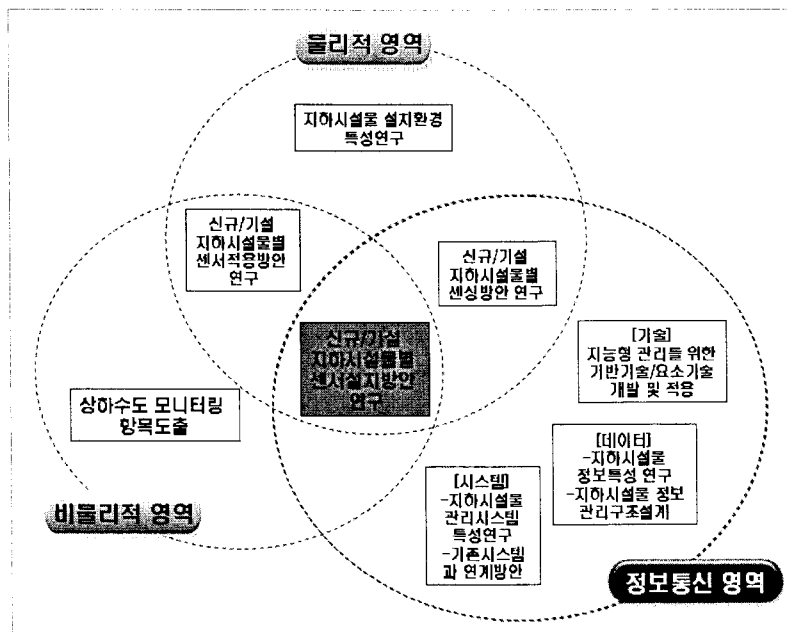 물리적 영역
지하시설물 설치환경
특성연구
신규/기설
지하시설물별
센서적용방안
연구
신규/기설
지하시설물별
센싱방안 연구
신규/기설
지하시설물별
센서설치방안
연구
[기술]
지능형 관리를 위한
기반기술/요소기술
개발 및 적용
상하수도 모니터링
항목도출
[데이터]
-지하시설물
정보특성 연구
-지하시설물 정보
관리구조설계
[시스템]
-지하시설물
관리시스템
특성연구
-기존시스템
과 연계방안
비물리적 영역
정보통신 영역